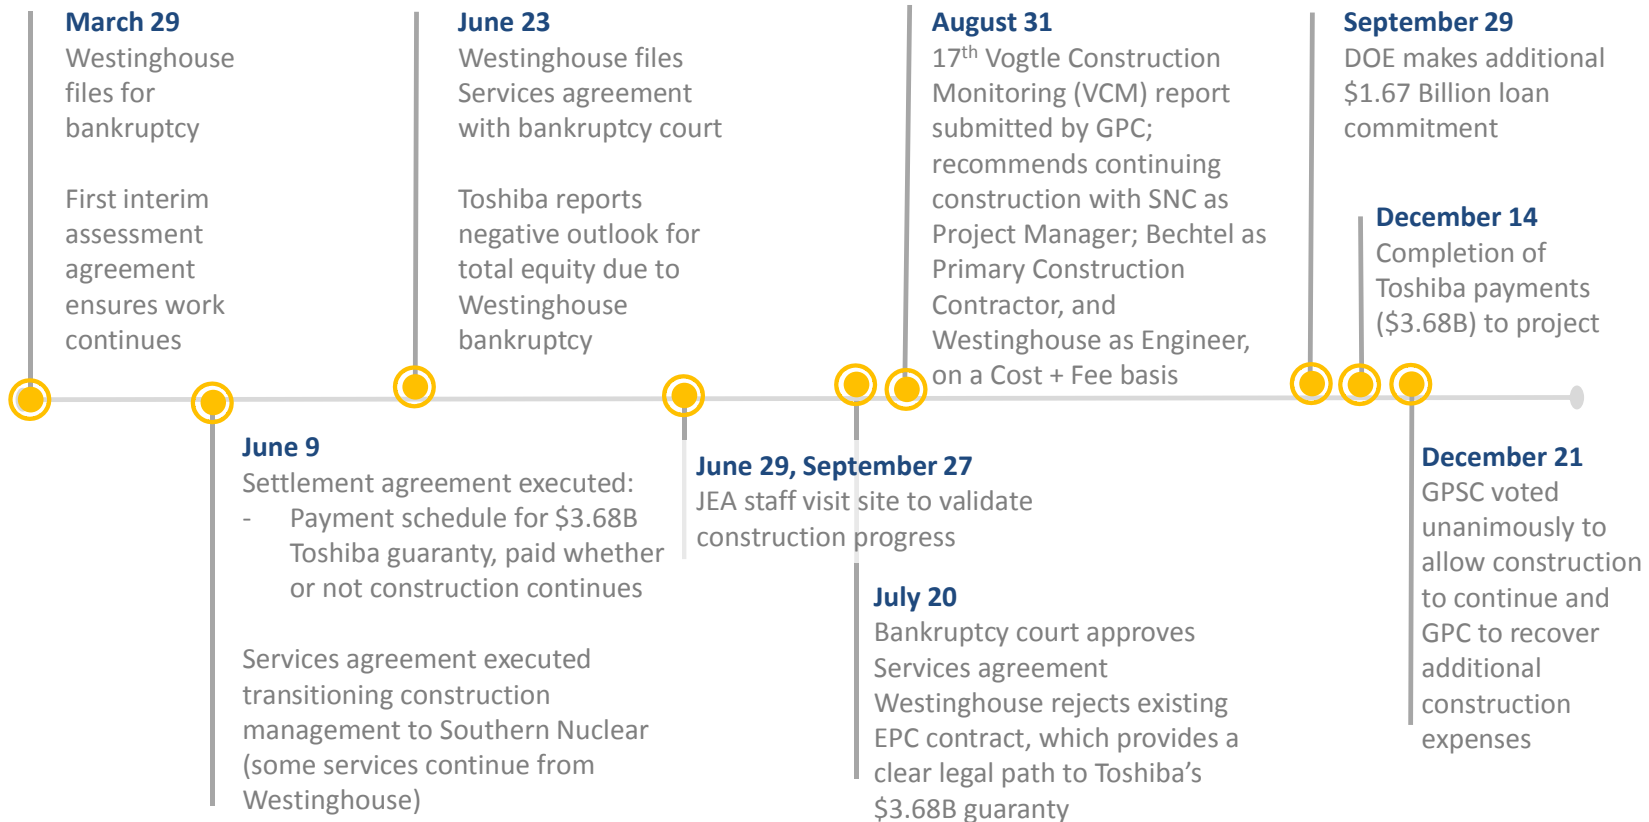 March 29
Westinghouse
files for
bankruptcy
First interim
assessment
agreement
ensures work
continues
June 9
Settlement agreement executed:
- Payment schedule for $3.68B
Toshiba guaranty, paid whether
or not construction continues
Services agreement executed
transitioning construction
management to Southern Nuclear
(some services continue from
Westinghouse)
June 23
Westinghouse files
Services agreement
with bankruptcy court
Toshiba reports
negative outlook for
total equity due to
Westinghouse
bankruptcy
June 29, September 27
JEA staff visit site to validate
construction progress
July 20
Bankruptcy court approves
Services agreement
Westinghouse rejects existing
EPC contract, which provides a
clear legal path to Toshiba’s
$3.68B guaranty
August 31
17th Vogtle Construction
Monitoring (VCM) report
submitted by GPC;
recommends continuing
construction with SNC as
Project Manager; Bechtel as
Primary Construction
Contractor, and
Westinghouse as Engineer,
on a Cost + Fee basis
September 29
DOE makes additional
$1.67 Billion loan
commitment
December 14
Completion of
Toshiba payments
($3.68B) to project
December 21
GPSC voted
unanimously to
allow construction
to continue and
GPC to recover
additional
construction
expenses